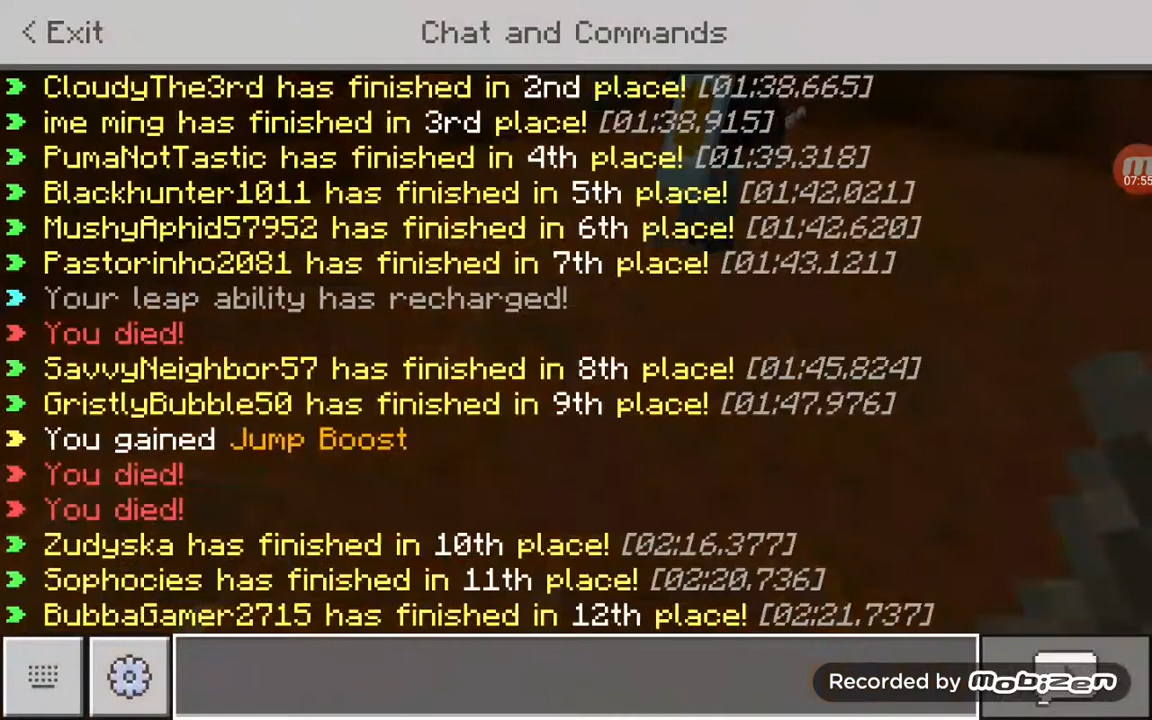 < Exit
Chat and Commands
CloudyThe3rd has finished in 2nd place! [01:38.665]
ime ming has finished in 3rd place! [01:38.915]
PumaNotTastic has finished in 4th place! [01:39.318]
Blackhunter1011 has finished in 5th place! [01:42.021]
MushyAphid57952 has finished in 6th place! [01:42.620]
Pastorinho2081 has finished in 7th place! [01:43.121]
Your leap ability has recharged!
You died!
SavvyNeighbor57 has finished in 8th place! [01:45.824]
GristlyBubble50 has finished in 9th place! [01:47.976]
You gained Jump Boost
You died!
You died!
Zudyska has finished in 10th place! [02:16.377]
Sophocies has finished in 11th place! [02:20.736]
BubbaGamer2715 has finished in 12th place! [02:21.737]
07:55
Recorded by mobizen